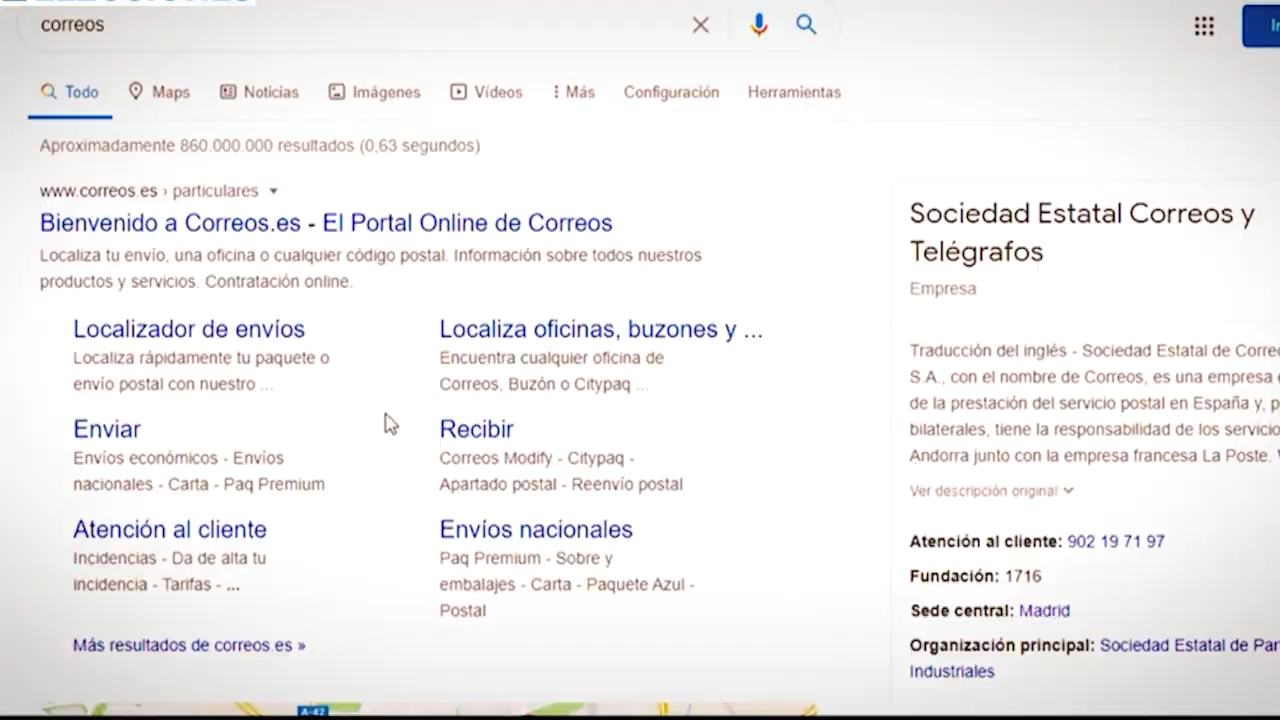 correos
Todo
Maps
Noticias
Imágenes
Vídeos
Más
Configuración
Herramientas
Aproximadamente 860.000.000 resultados (0,63 segundos)
www.correos.es › particulares
Bienvenido a Correos.es - El Portal Online de Correos
Localiza tu envío, una oficina o cualquier código postal. Información sobre todos nuestros
productos y servicios. Contratación online.
Localizador de envíos
Localiza rápidamente tu paquete o
envío postal con nuestro ...
Localiza oficinas, buzones y ...
Encuentra cualquier oficina de
Correos, Buzón o Citypaq ...
Enviar
Envíos económicos - Envíos
nacionales - Carta - Paq Premium
Recibir
Correos Modify - Citypaq -
Apartado postal - Reenvío postal
Atención al cliente
Incidencias - Da de alta tu
incidencia - Tarifas - ...
Envíos nacionales
Paq Premium - Sobre y
embalajes - Carta - Paquete Azul -
Postal
Más resultados de correos.es »
A-42
Sociedad Estatal Correos y
Telégrafos
Empresa
Traducción del inglés - Sociedad Estatal de
S.A., con el nombre de Correos, es una empresa
de la prestación del servicio postal en España y,
bilaterales, tiene la responsabilidad de los
Andorra junto con la empresa francesa La Poste.
Ver descripción original
Atención al cliente: 902 19 71 97
Fundación: 1716
Sede central: Madrid
Organización principal: Sociedad Estatal de
Industriales